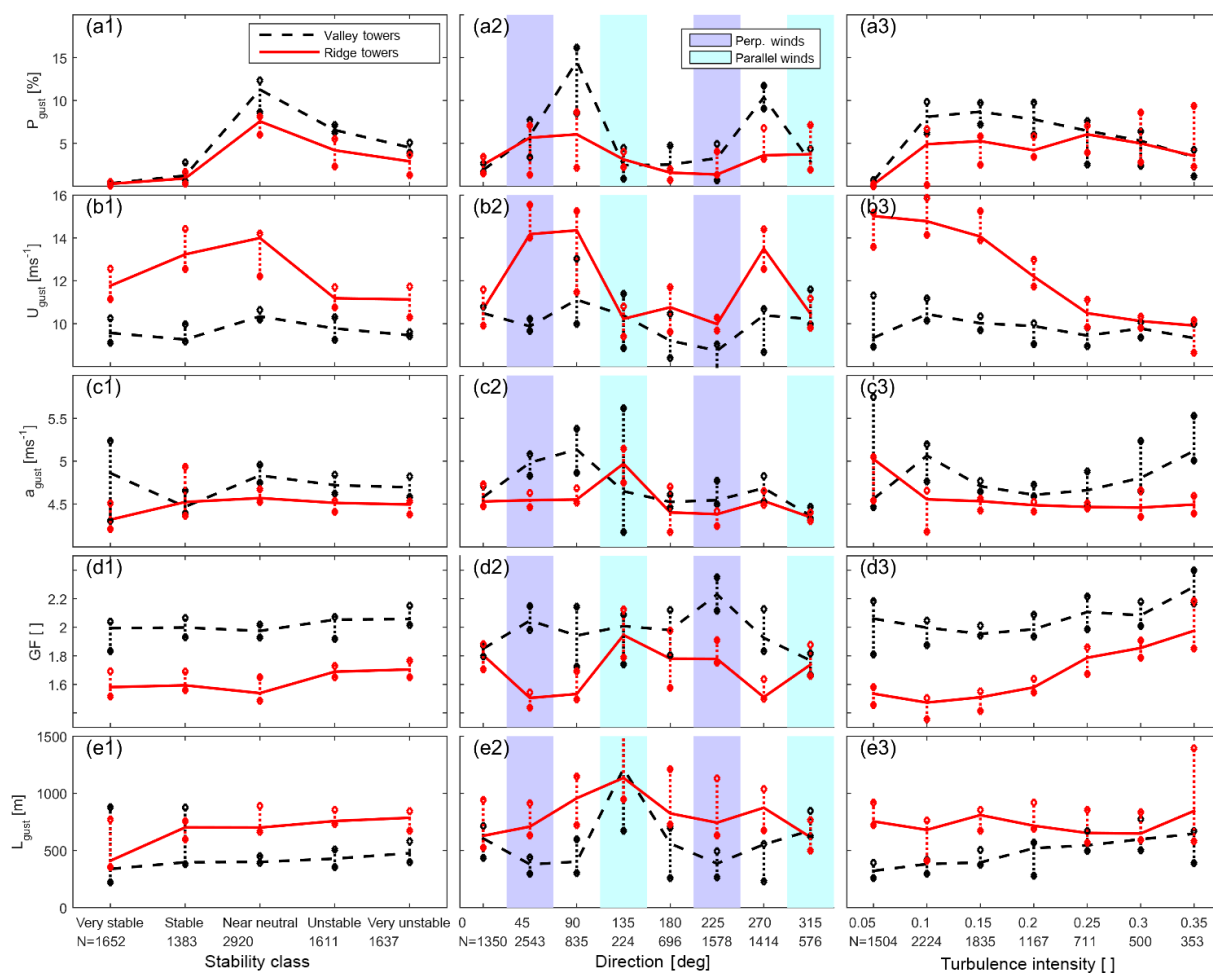 (a1)
Valley towers
Ridge towers
(a2)
Perp. winds
Parallel winds
(a3)
P_gust [%]
15
10
5
(b1)
(b2)
(b3)
U_gust [ms⁻¹]
16
14
12
10
(c1)
(c2)
(c3)
a_gust [ms⁻¹]
5.5
5
4.5
(d1)
(d2)
(d3)
GF [ ]
2.2
2
1.8
1.6
(e1)
(e2)
(e3)
L_gust [m]
1500
1000
500
0
Very stable Stable Near neutral Unstable Very unstable
N=1652 1383 2920 1611 1637
Stability class
0 45 90 135 180 225 270 315
N=1350 2543 835 224 696 1578 1414 576
Direction [deg]
0.05 0.1 0.15 0.2 0.25 0.3 0.35
N=1504 2224 1835 1167 711 500 353
Turbulence intensity [ ]